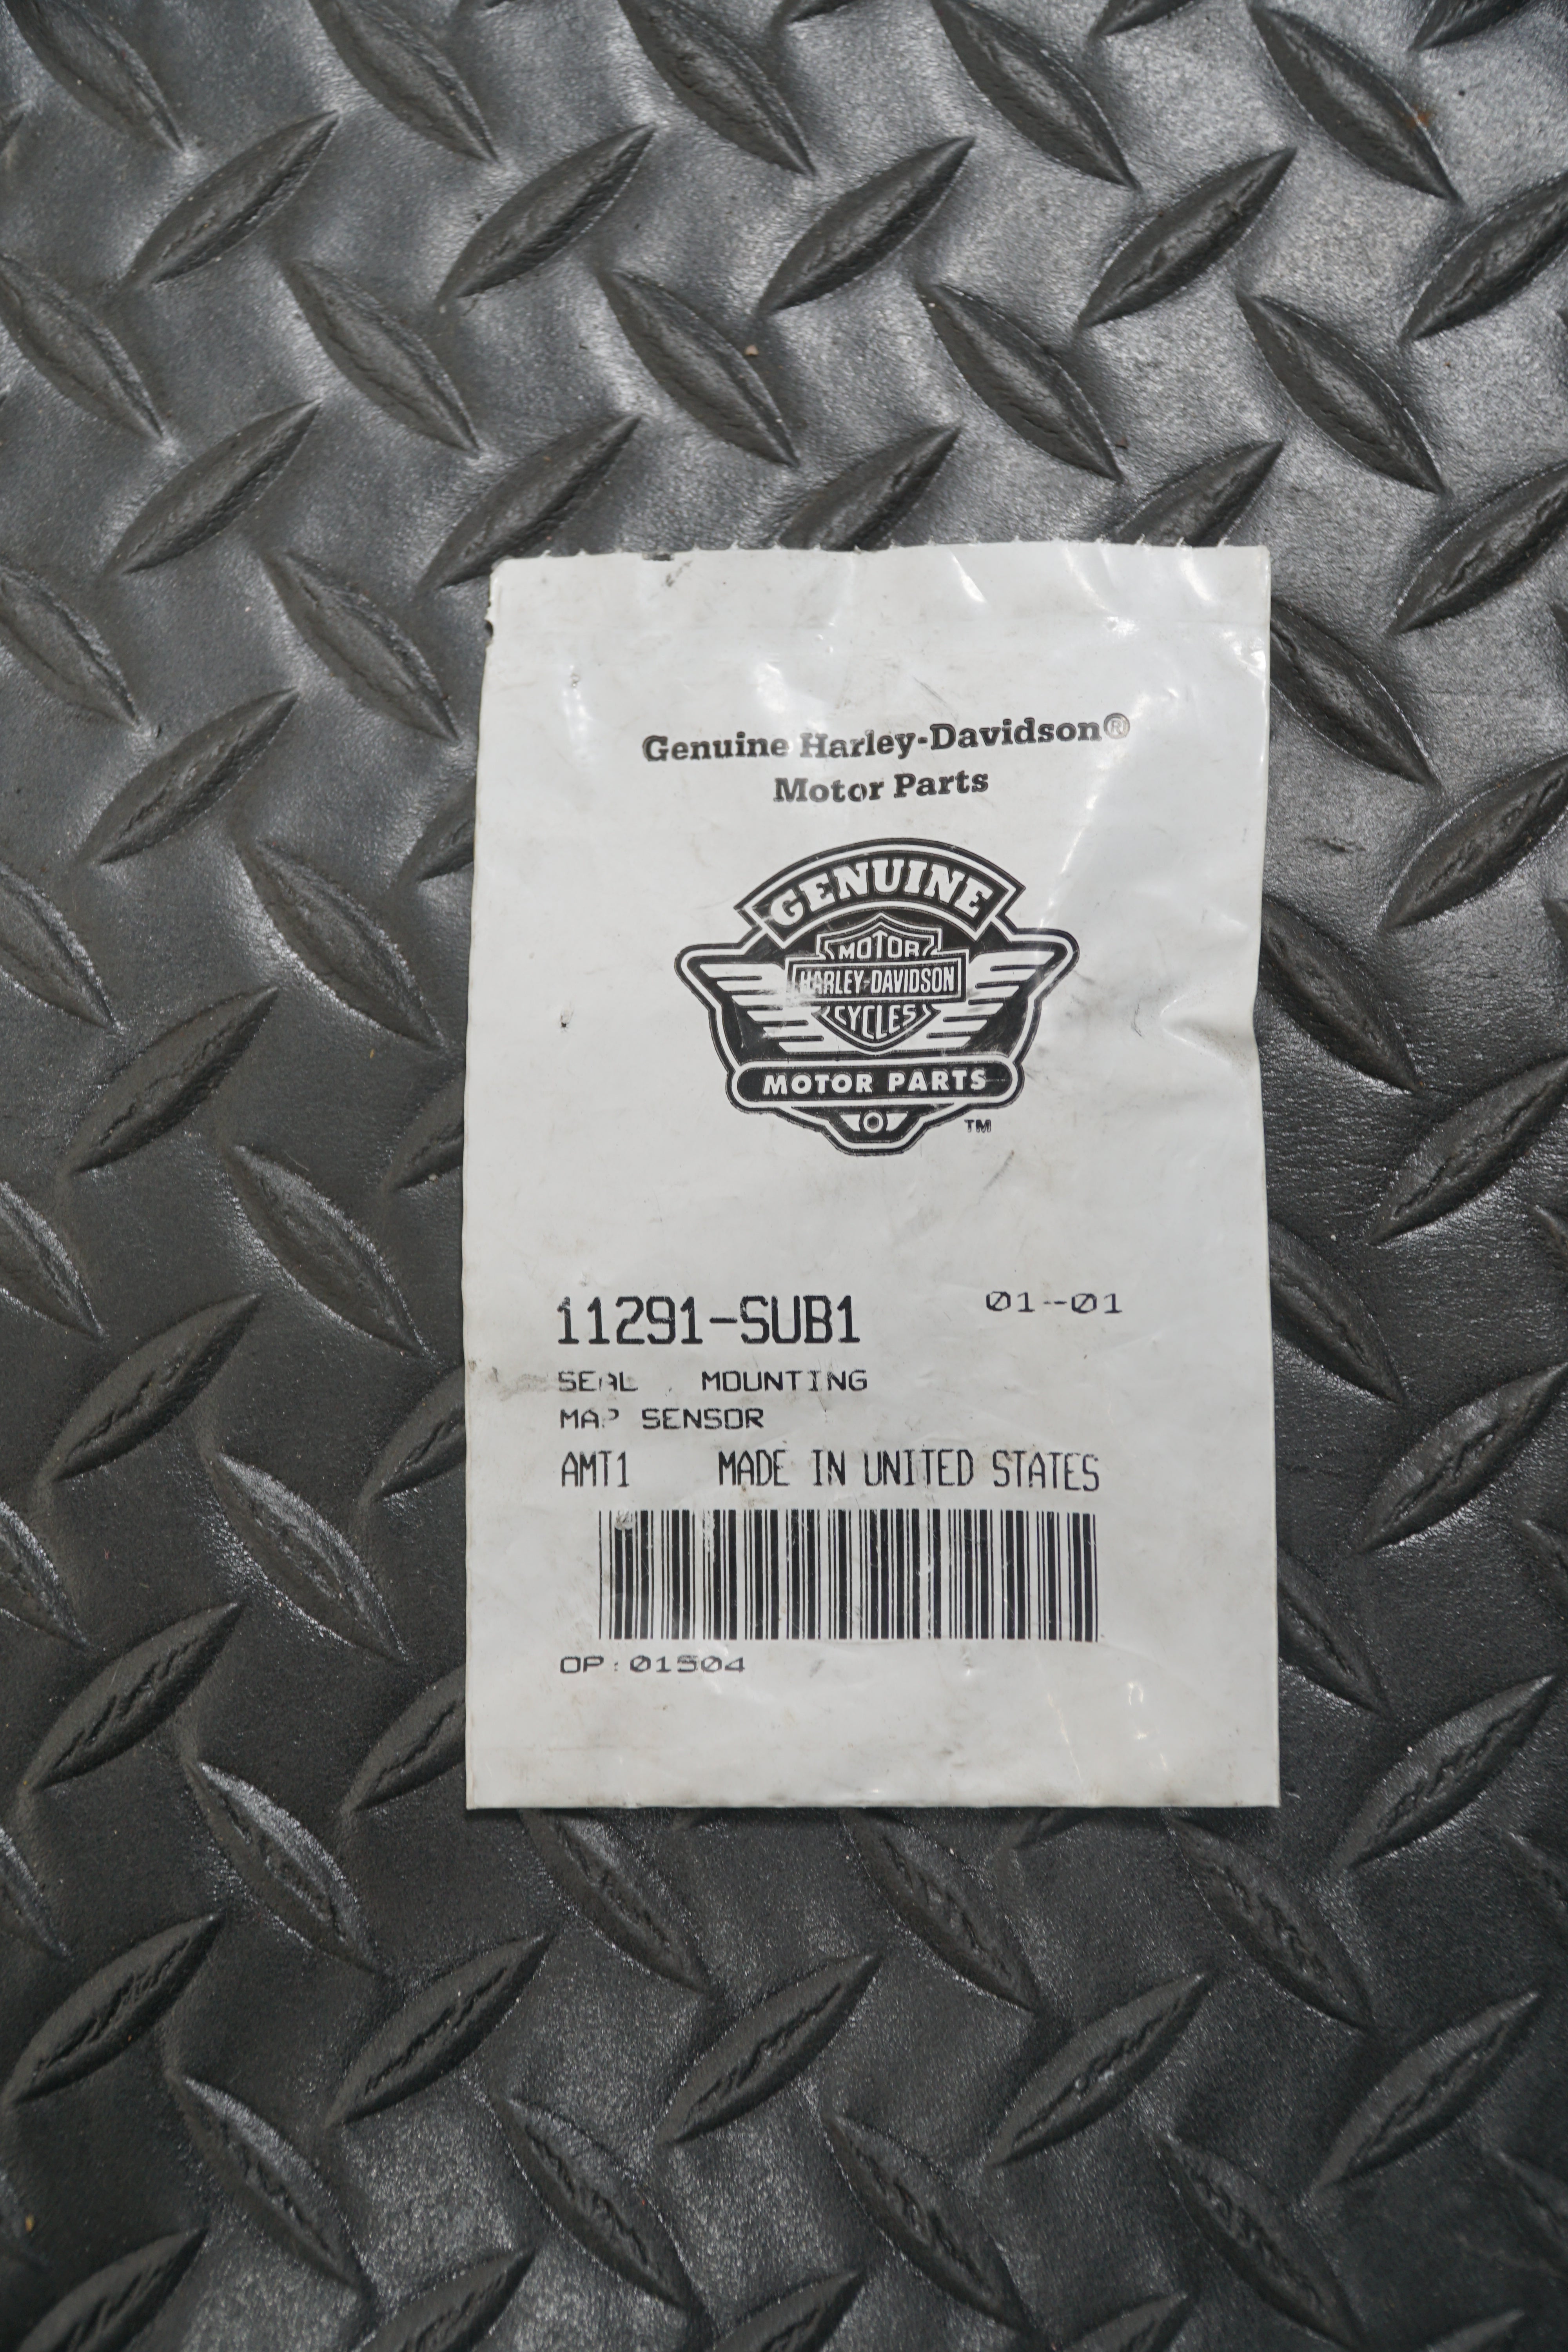 Genuine Harley-Davidson®
Motor Parts
GENUINE
MOTOR
HARLEY-DAVIDSON
CYCLES
MOTOR PARTS
TM
11291-SUB1 01--01
SEAL MOUNTING
MAP SENSOR
AMT1 MADE IN UNITED STATES
OP:01504